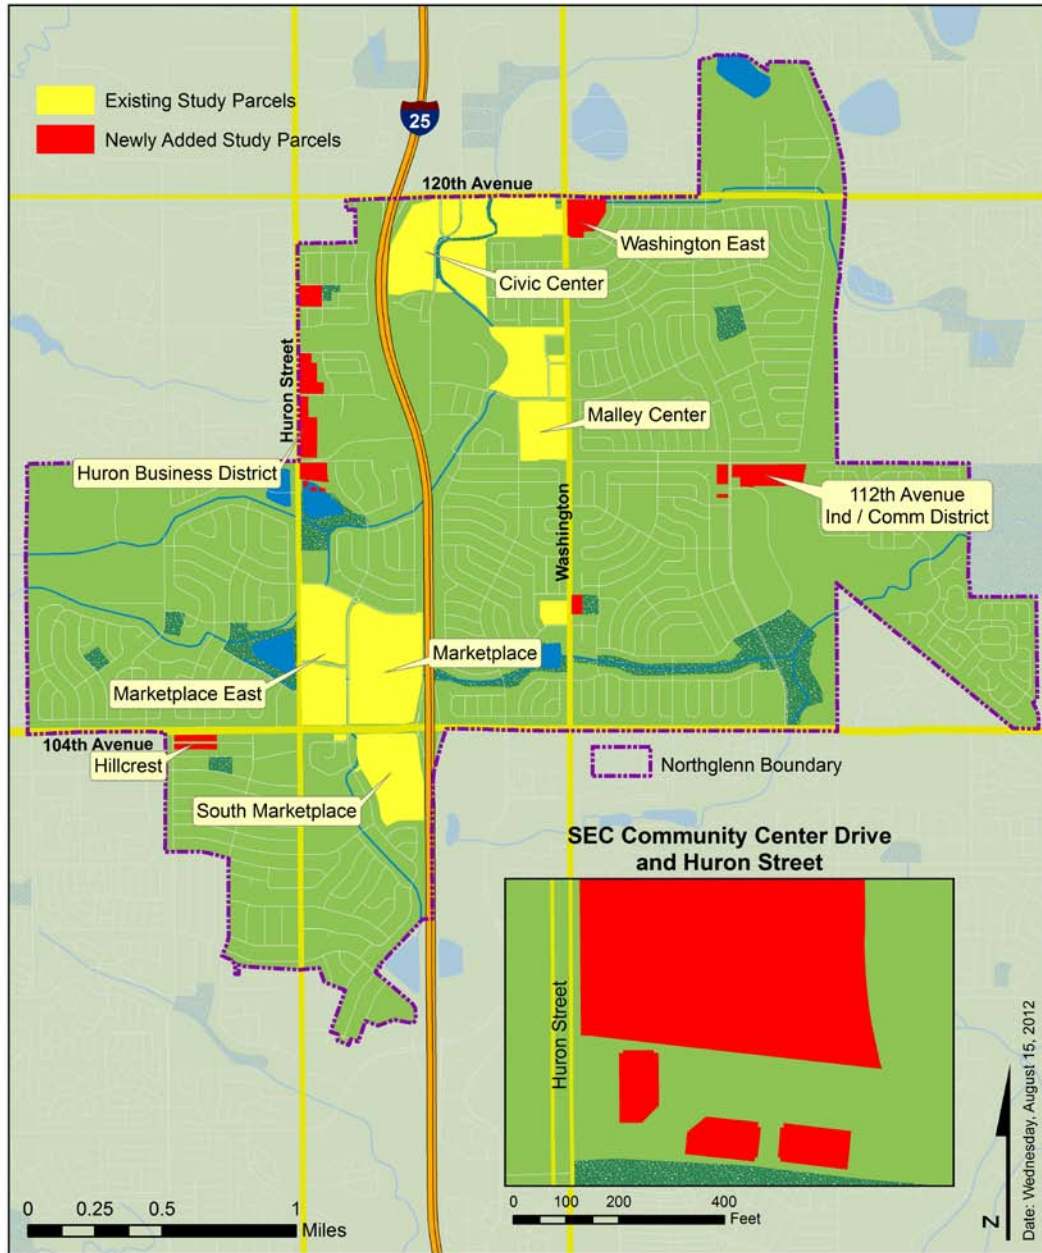 Existing Study Parcels
Newly Added Study Parcels
25
120th Avenue
Washington East
Civic Center
Huron Street
Malley Center
Huron Business District
112th Avenue
Ind / Comm District
Washington
Marketplace
Marketplace East
104th Avenue
Hillcrest
Northglenn Boundary
South Marketplace
SEC Community Center Drive
and Huron Street
Huron Street
0 0.25 0.5 1
Miles
0 100 200 400
Feet
N
Date: Wednesday, August 15, 2012